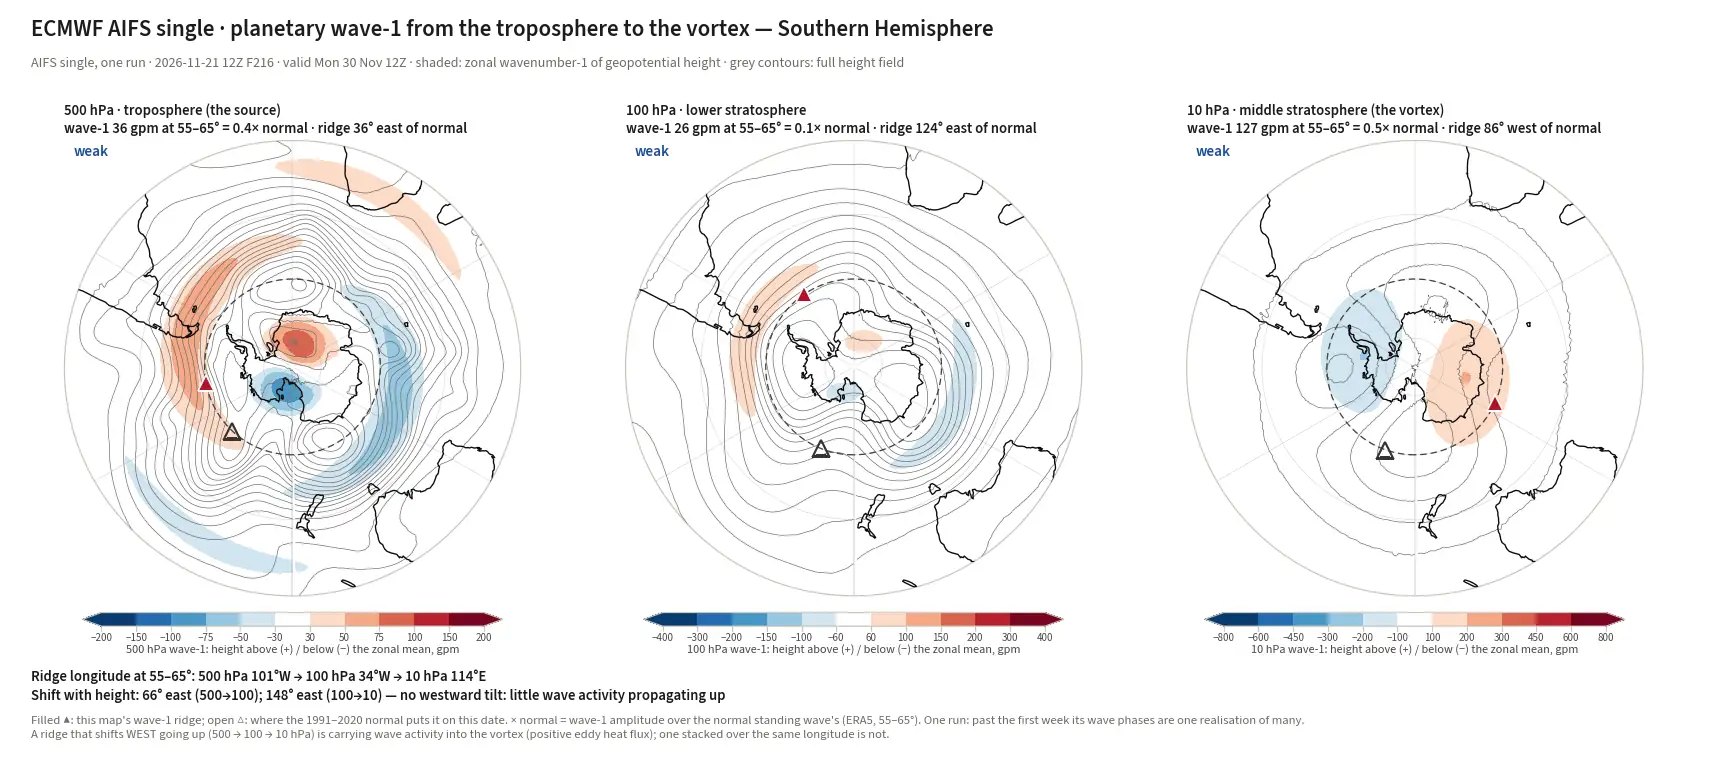 ECMWF AIFS single · planetary wave-1 from the troposphere to the vortex — Southern Hemisphere
AIFS single, one run · 2026-11-21 12Z F216 · valid Mon 30 Nov 12Z · shaded: zonal wavenumber-1 of geopotential height · grey contours: full height field
500 hPa · troposphere (the source)
wave-1 36 gpm at 55–65° = 0.4× normal · ridge 36° east of normal
weak
100 hPa · lower stratosphere
wave-1 26 gpm at 55–65° = 0.1× normal · ridge 124° east of normal
weak
10 hPa · middle stratosphere (the vortex)
wave-1 127 gpm at 55–65° = 0.5× normal · ridge 86° west of normal
weak
−200 −150 −100 −75 −50 −30 30 50 75 100 150 200
500 hPa wave-1: height above (+) / below (−) the zonal mean, gpm
−400 −300 −200 −150 −100 −60 60 100 150 200 300 400
100 hPa wave-1: height above (+) / below (−) the zonal mean, gpm
−800 −600 −450 −300 −200 −100 100 200 300 450 600 800
10 hPa wave-1: height above (+) / below (−) the zonal mean, gpm
Ridge longitude at 55–65°: 500 hPa 101°W → 100 hPa 34°W → 10 hPa 114°E
Shift with height: 66° east (500→100); 148° east (100→10) — no westward tilt: little wave activity propagating up
Filled ▲: this map's wave-1 ridge; open △: where the 1991–2020 normal puts it on this date. × normal = wave-1 amplitude over the normal standing wave's (ERA5, 55–65°). One run: past the first week its wave phases are one realisation of many.
A ridge that shifts WEST going up (500 → 100 → 10 hPa) is carrying wave activity into the vortex (positive eddy heat flux); one stacked over the same longitude is not.